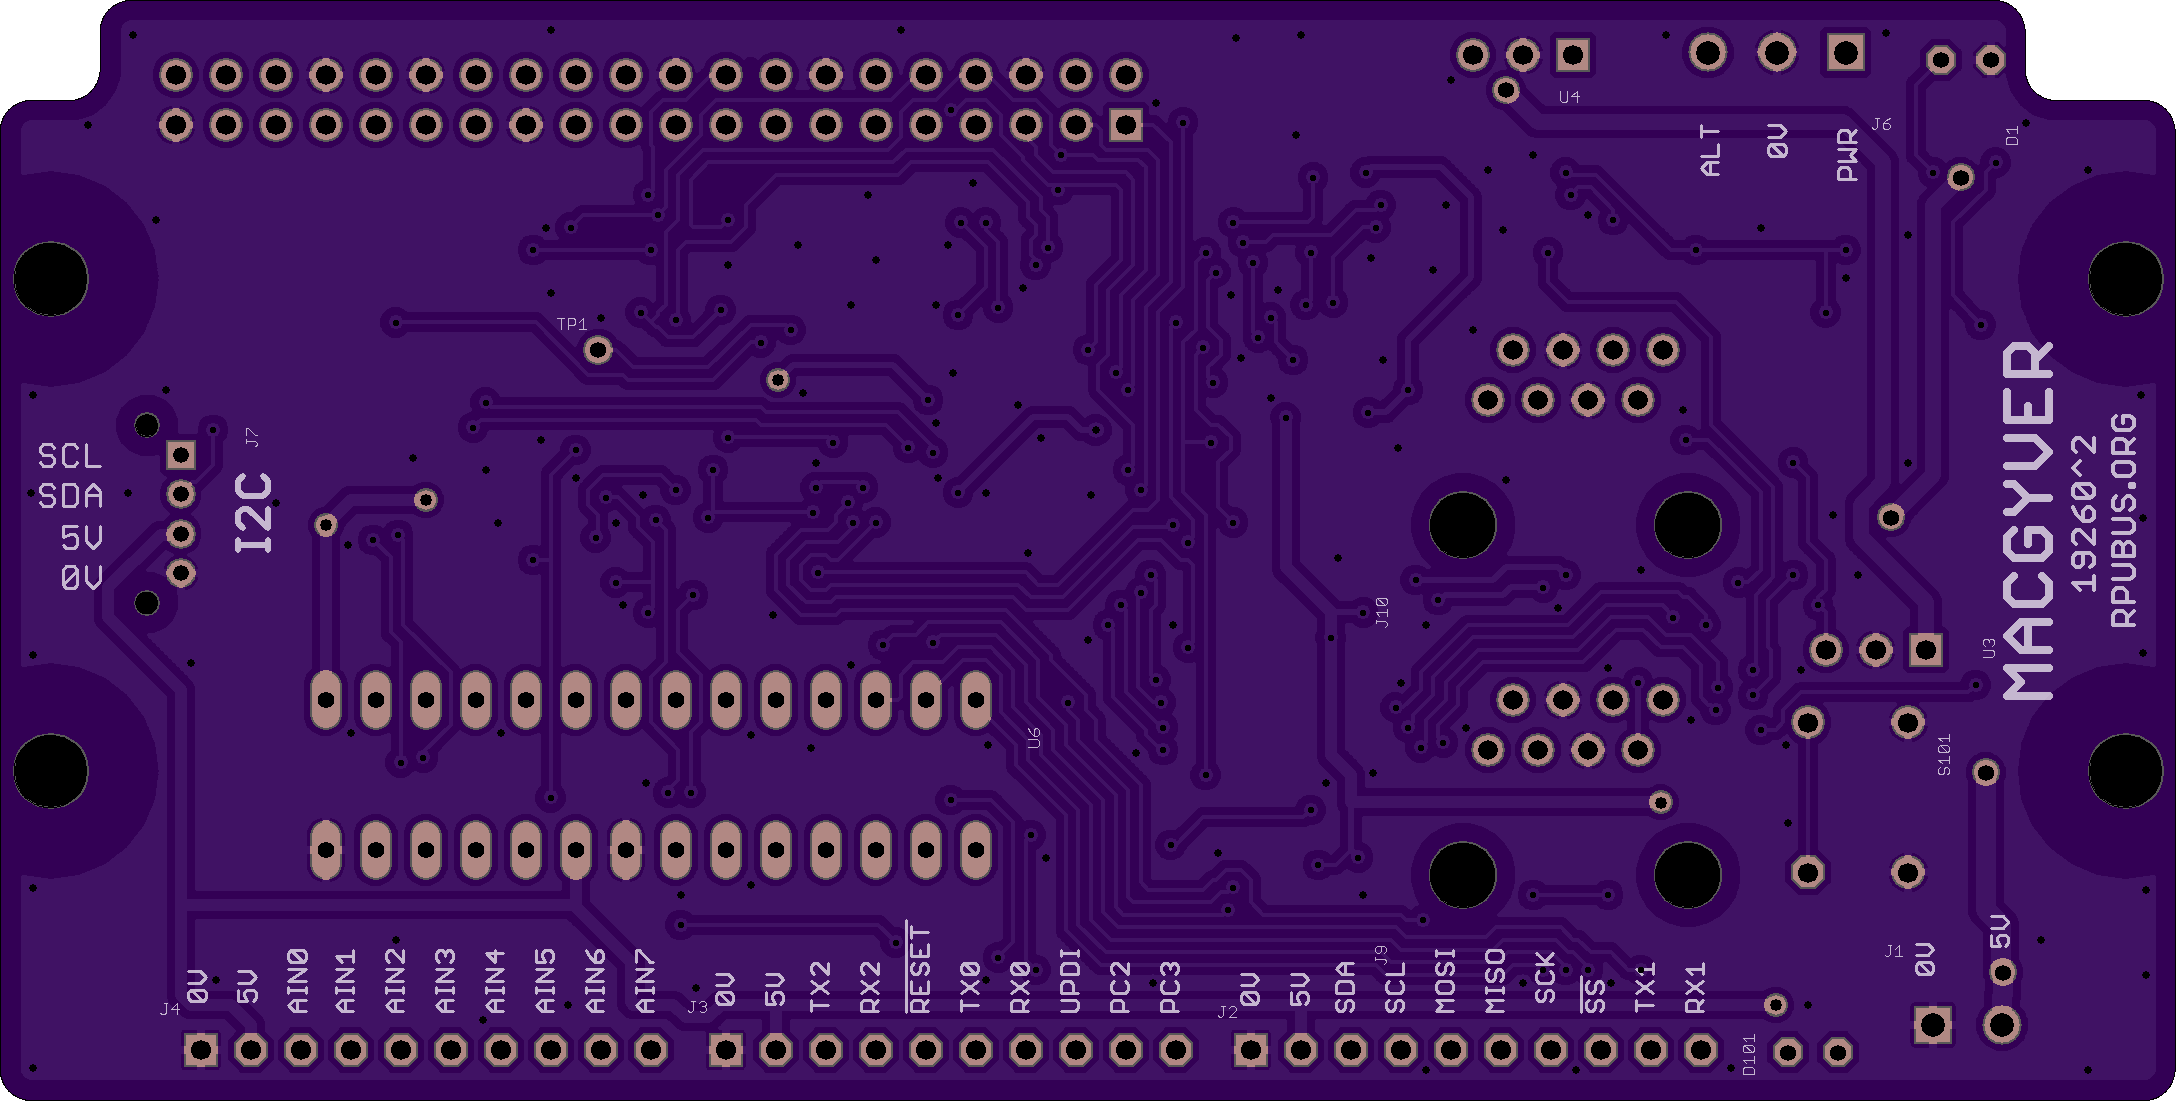 U4
J6
D1
ALT
0V
PWR
TP1
J7
SCL
SDA
5V
0V
I2C
MACGYVER
19260^2
RPUBUS.ORG
J10
U3
U6
S101
J4
0V
5V
AIN0
AIN1
AIN2
AIN3
AIN4
AIN5
AIN6
AIN7
J3
0V
5V
TX2
RX2
RESET
TX0
RX0
UPDI
PC2
PC3
J2
0V
5V
SDA
J9
SCL
MOSI
MISO
SCK
SS
TX1
RX1
D101
J1
0V
5V